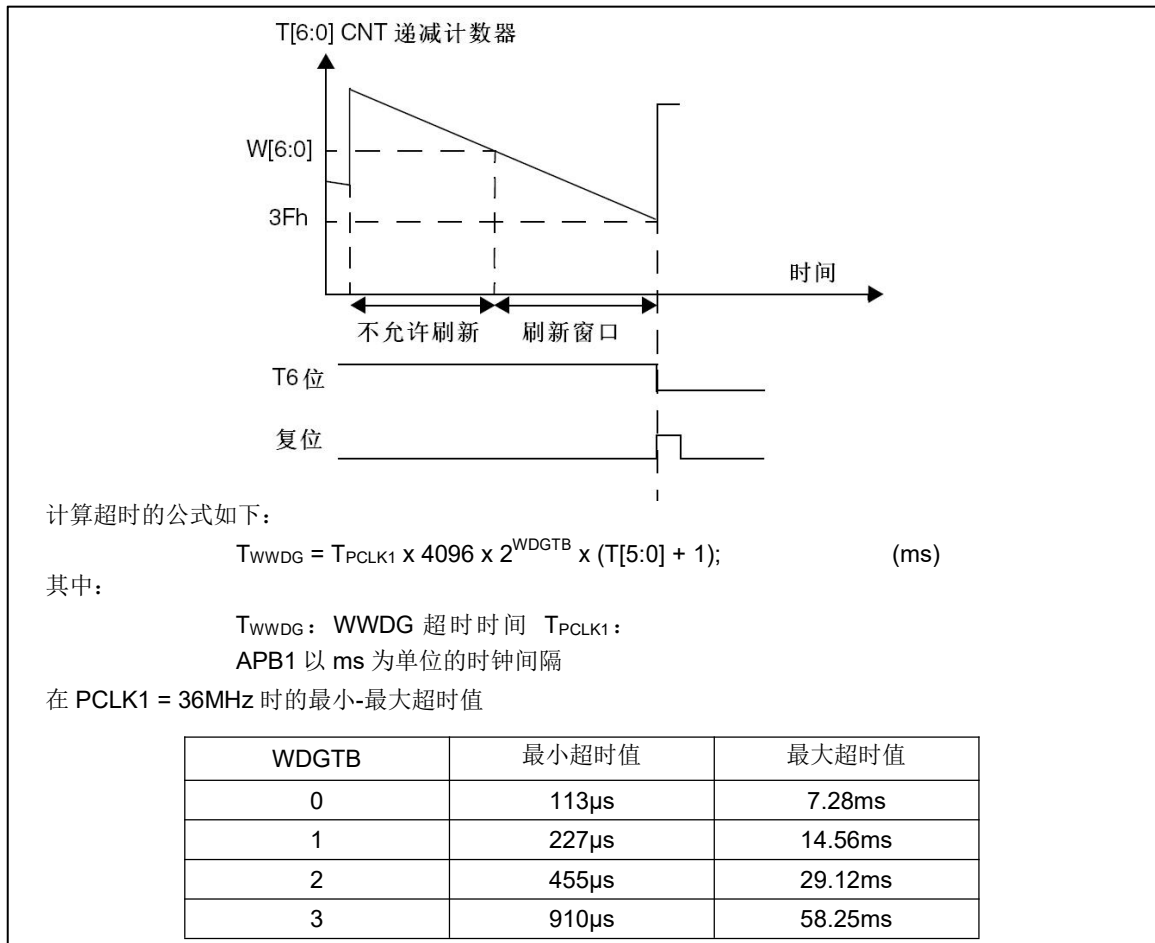 T[6:0] CNT 递减计数器
W[6:0]
3Fh
时间
不允许刷新 刷新窗口
T6位
复位
计算超时的公式如下：
TWWDG = TPCLK1 x 4096 x 2^WDGTB x (T[5:0] + 1); (ms)
其中：
TWWDG： WWDG 超时时间 TPCLK1：
APB1 以 ms 为单位的时钟间隔
在 PCLK1 = 36MHz 时的最小-最大超时值
WDGTB 最小超时值 最大超时值
0 113µs 7.28ms
1 227µs 14.56ms
2 455µs 29.12ms
3 910µs 58.25ms